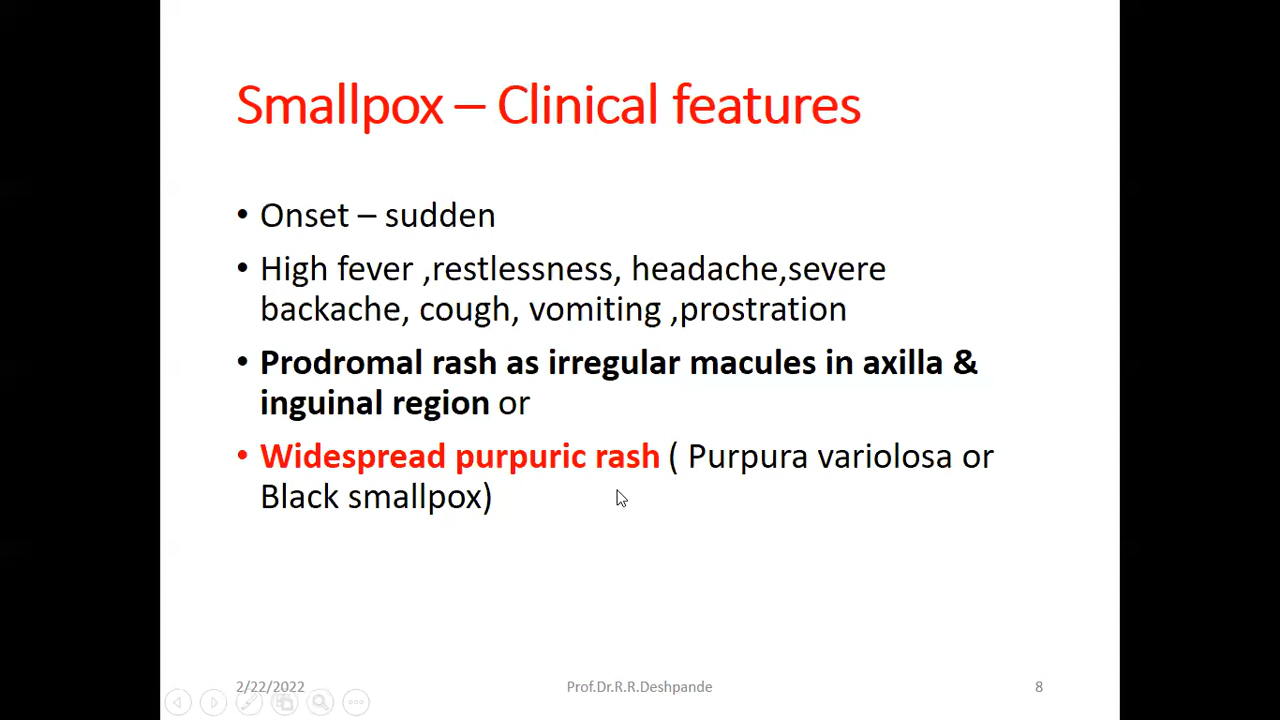 Smallpox – Clinical features
• Onset – sudden
• High fever ,restlessness, headache,severe
backache, cough, vomiting ,prostration
• Prodromal rash as irregular macules in axilla &
inguinal region or
• Widespread purpuric rash ( Purpura variolosa or
Black smallpox)
2/22/2022 Prof.Dr.R.R.Deshpande 8